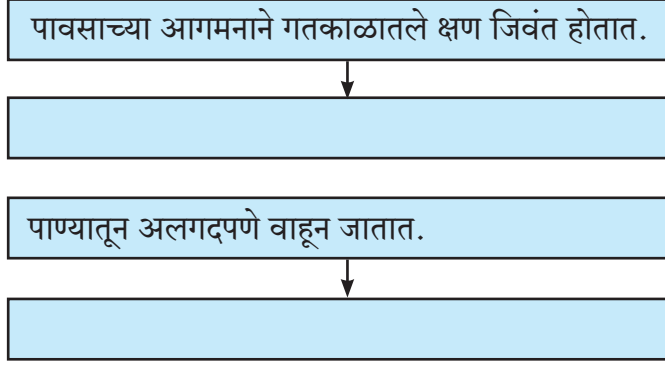 पावसाच्या आगमनाने गतकाळातले क्षण जिवंत होतात.
पाण्यातून अलगदपणे वाहून जातात.